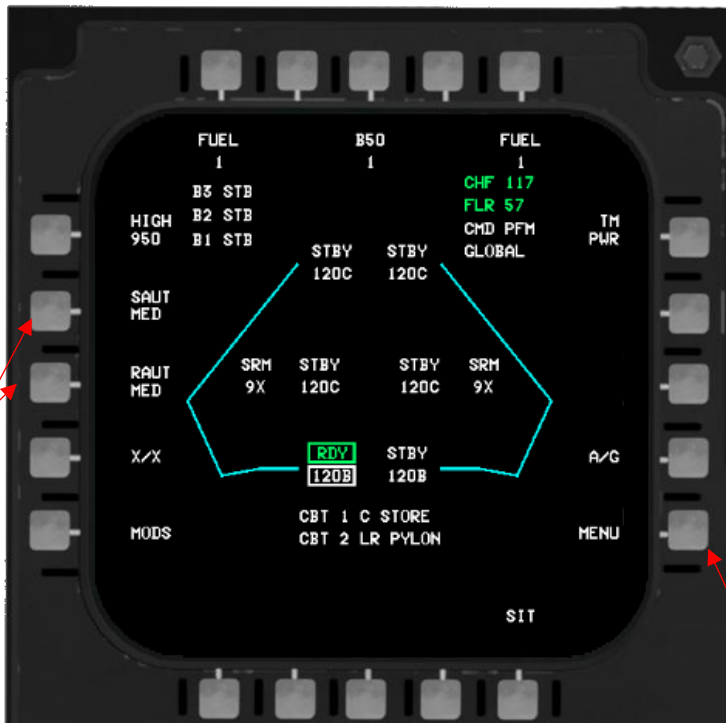 FUEL B50 FUEL
1 1 1
B3 STB
B2 STB
B1 STB
CHF 117
FLR 57
CMD PFM
GLOBAL
HIGH
950
TM
PWR
STBY STBY
120C 120C
SAUT
MED
RAUT
MED
SRM STBY STBY SRM
9X 120C 120C 9X
X/X
RDY STBY
120B 120B
A/G
MODS
CBT 1 C STORE
CBT 2 LR PYLON
MENU
SIT